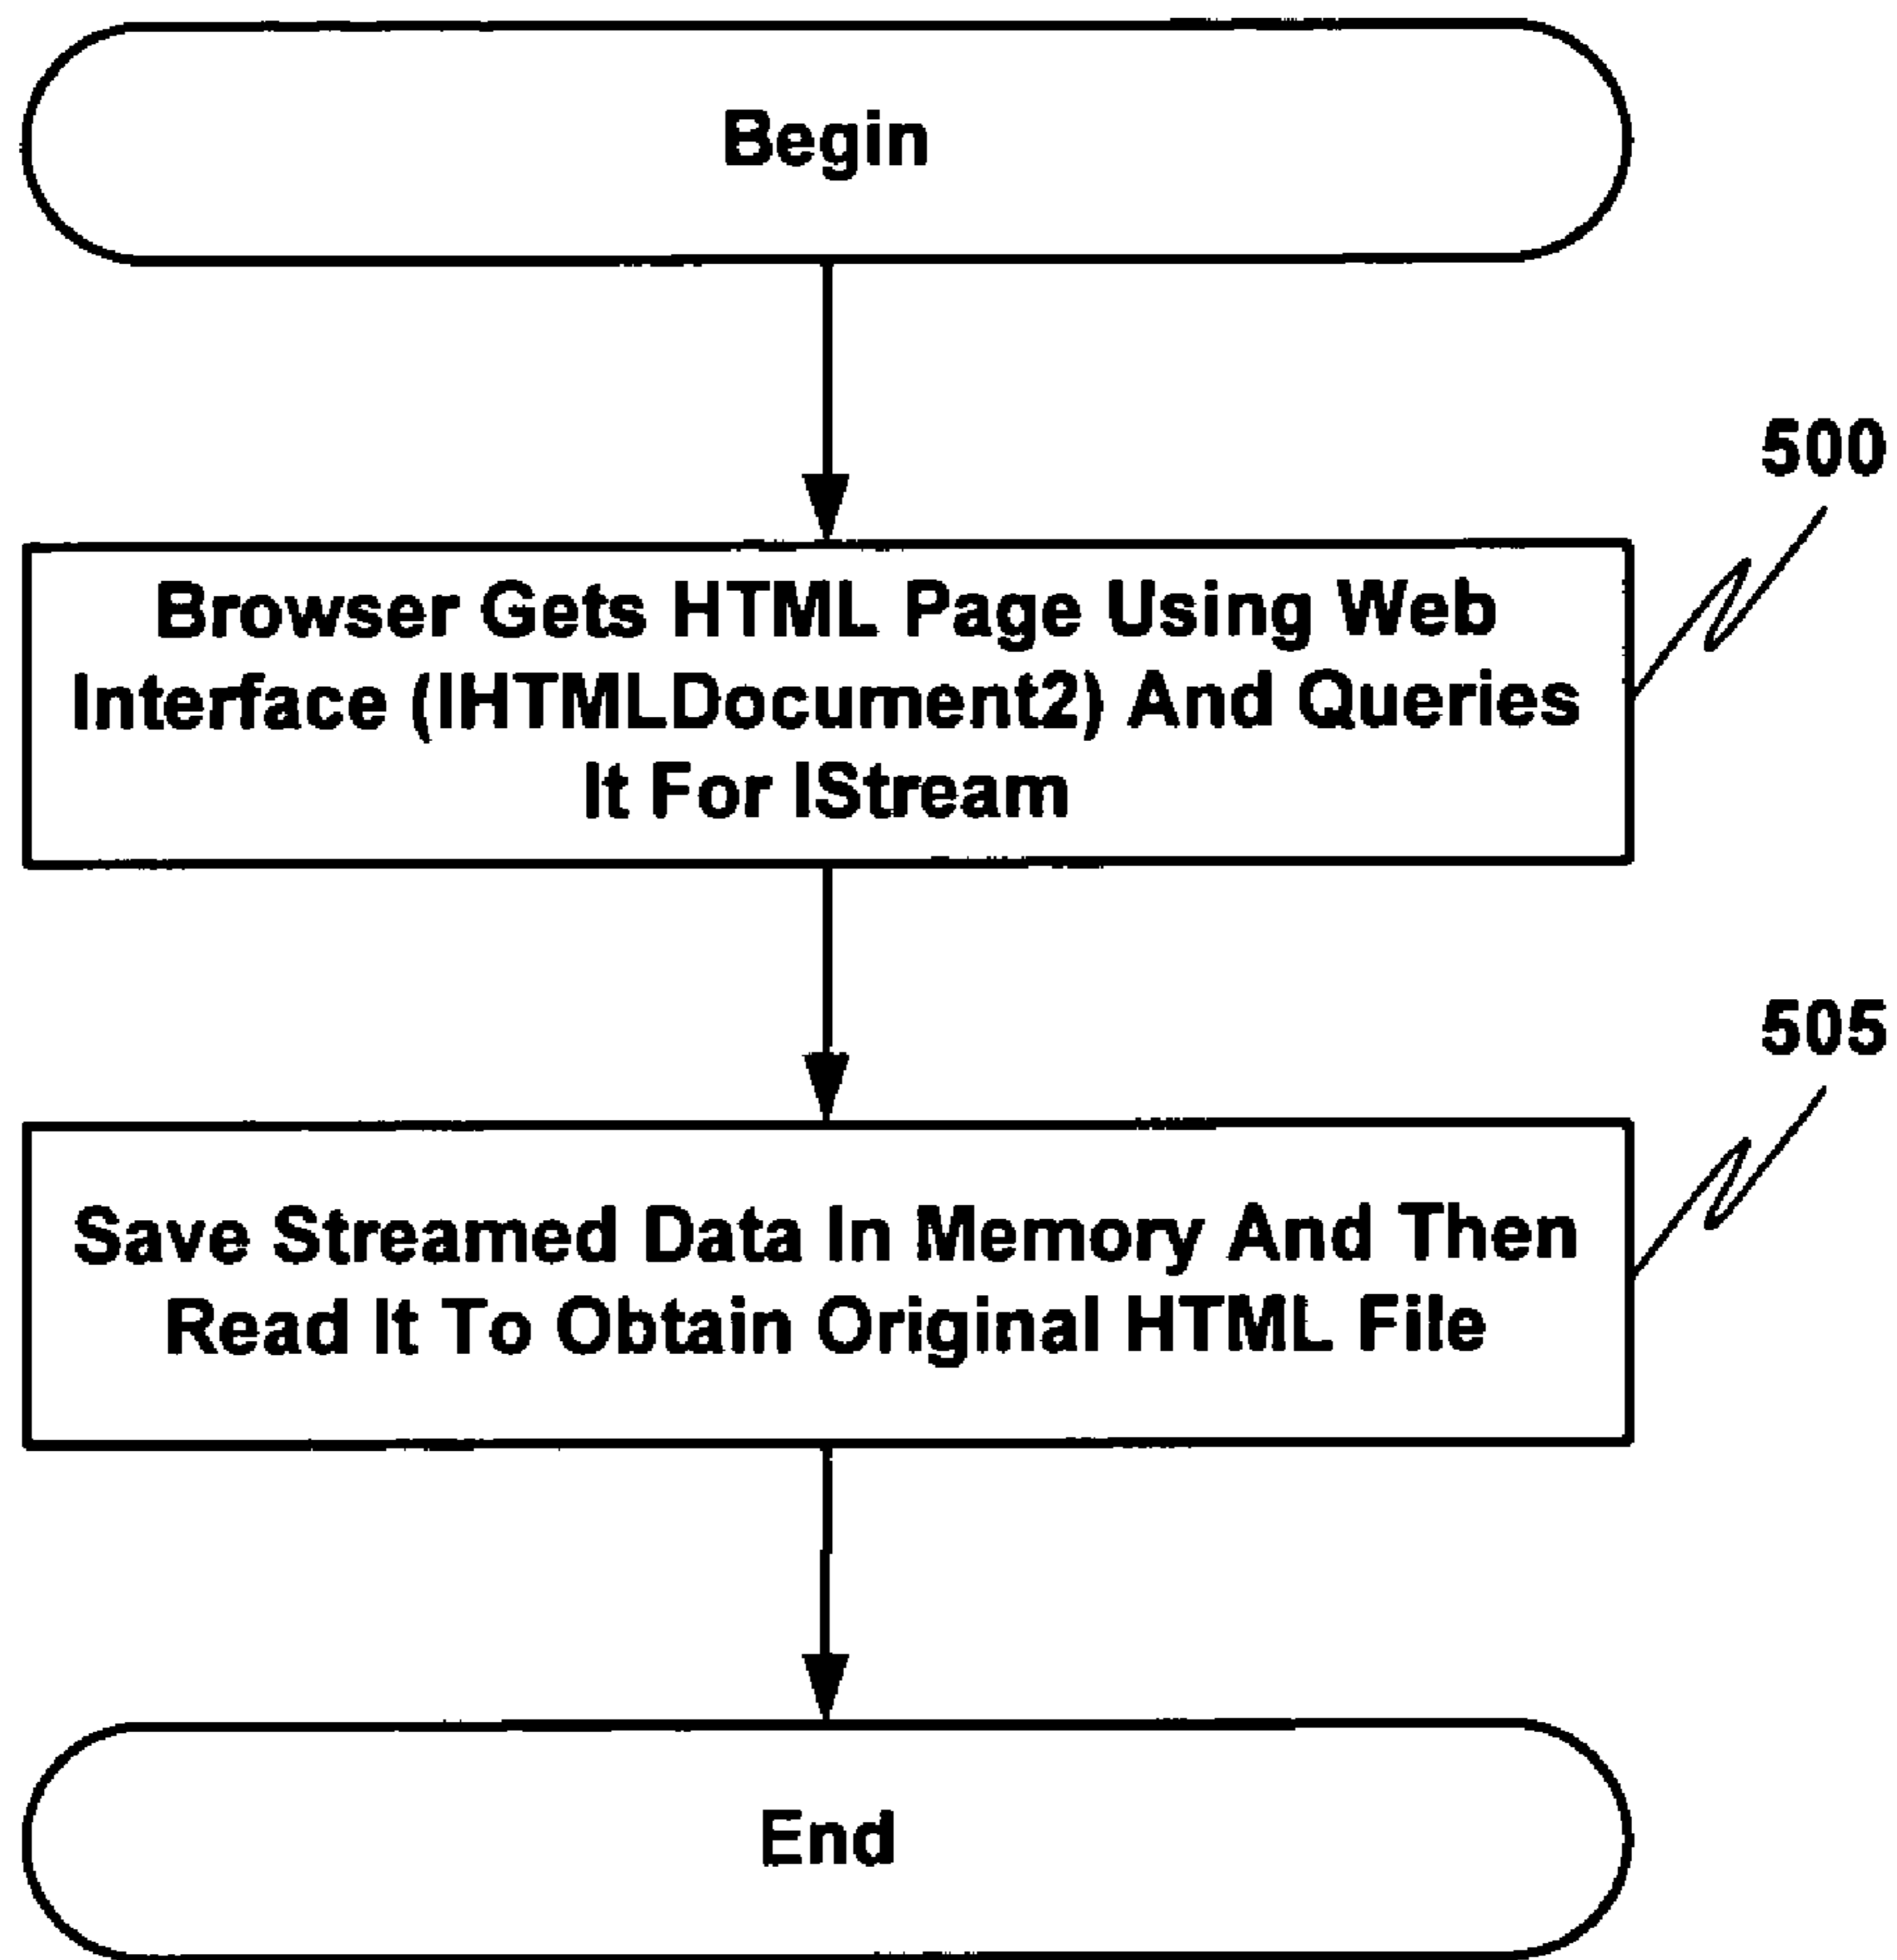 Begin
500
Browser Gets HTML Page Using Web
Interface (IHTMLDocument2) And Queries
It For IStream
505
Save Streamed Data In Memory And Then
Read It To Obtain Original HTML File
End